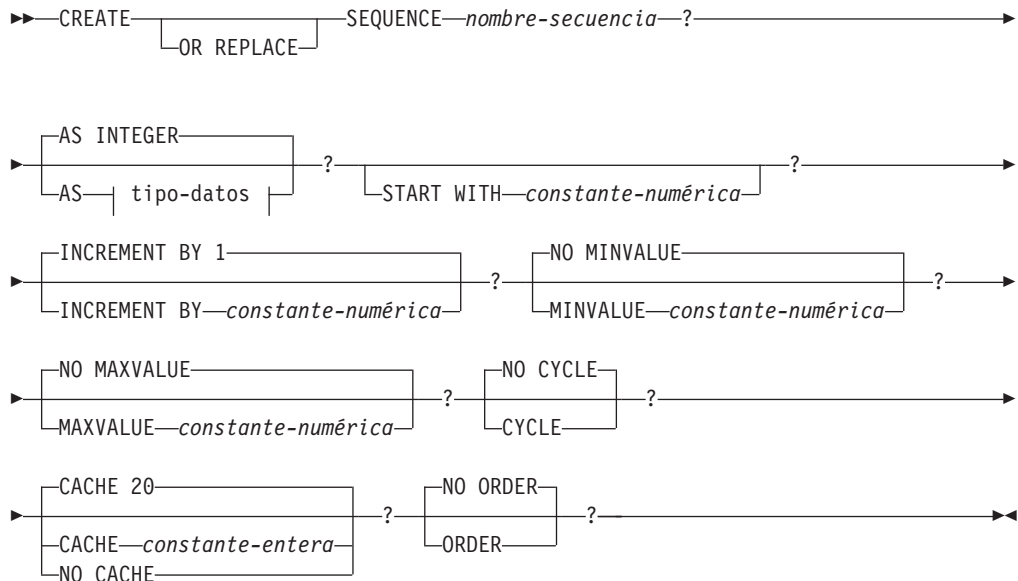 CREATE OR REPLACE SEQUENCE nombre-secuencia ?
AS INTEGER
AS tipo-datos ? START WITH constante-numérica ?
INCREMENT BY 1 NO MINVALUE
INCREMENT BY constante-numérica ? MINVALUE constante-numérica ?
NO MAXVALUE NO CYCLE
MAXVALUE constante-numérica ? CYCLE ?
CACHE 20 NO ORDER
CACHE constante-entera ? ORDER ?
NO CACHE